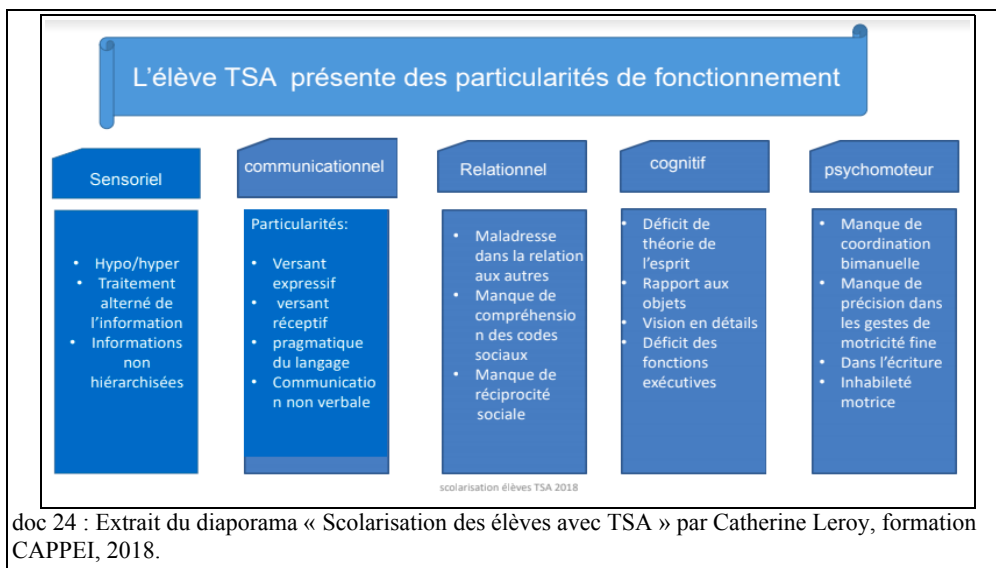 L'élève TSA présente des particularités de fonctionnement
Sensoriel
• Hypo/hyper
• Traitement
alterné de
l'information
• Informations
non
hiérarchisées
communicationnel
Particularités:
• Versant
expressif
• versant
réceptif
• pragmatique
du langage
• Communicatio
n non verbale
Relationnel
• Maladresse
dans la relation
aux autres
• Manque de
compréhensio
n des codes
sociaux
• Manque de
réciprocité
sociale
cognitif
• Déficit de
théorie de
l'esprit
• Rapport aux
objets
• Vision en détails
• Déficit des
fonctions
exécutives
psychomoteur
• Manque de
coordination
bimanuelle
• Manque de
précision dans
les gestes de
motricité fine
• Dans l'écriture
• Inhabileté
motrice
scolarisation élèves TSA 2018
doc 24 : Extrait du diaporama « Scolarisation des élèves avec TSA » par Catherine Leroy, formation
CAPPEI, 2018.